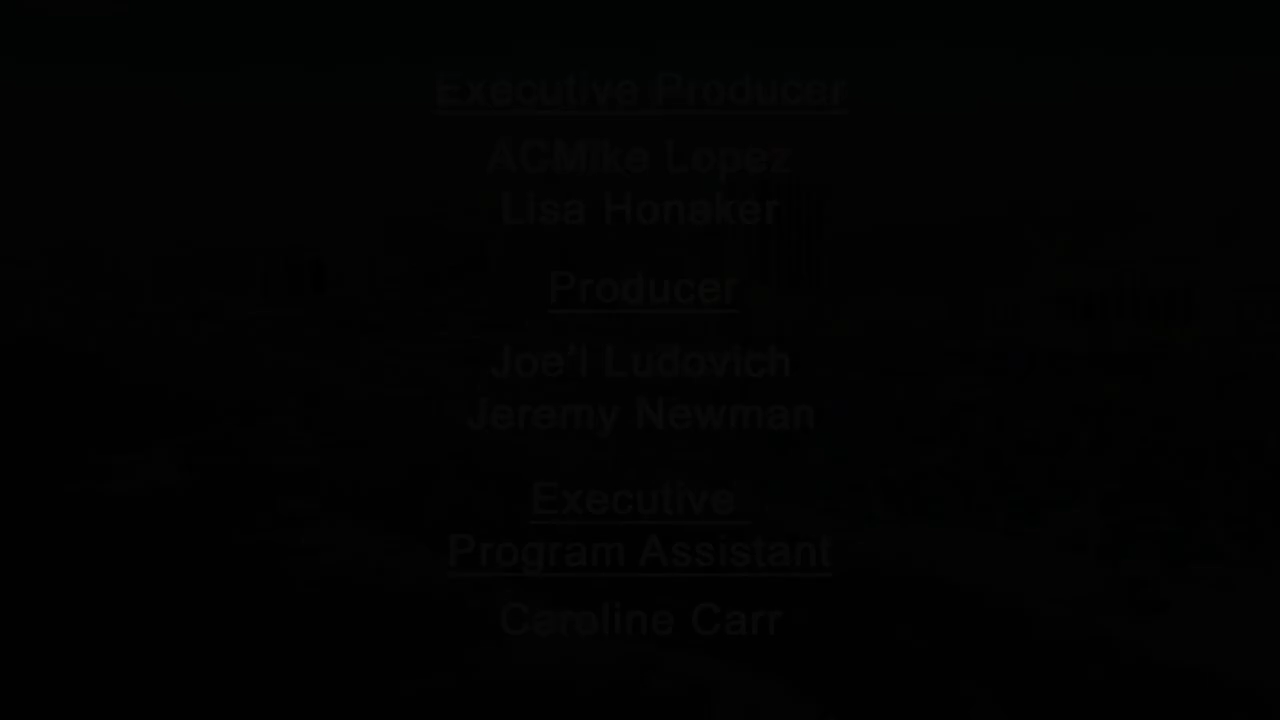 Executive Producer
ACMike Lopez
Lisa Honaker
Producer
Joe'l Ludovich
Jeremy Newman
Executive
Program Assistant
Caroline Carr